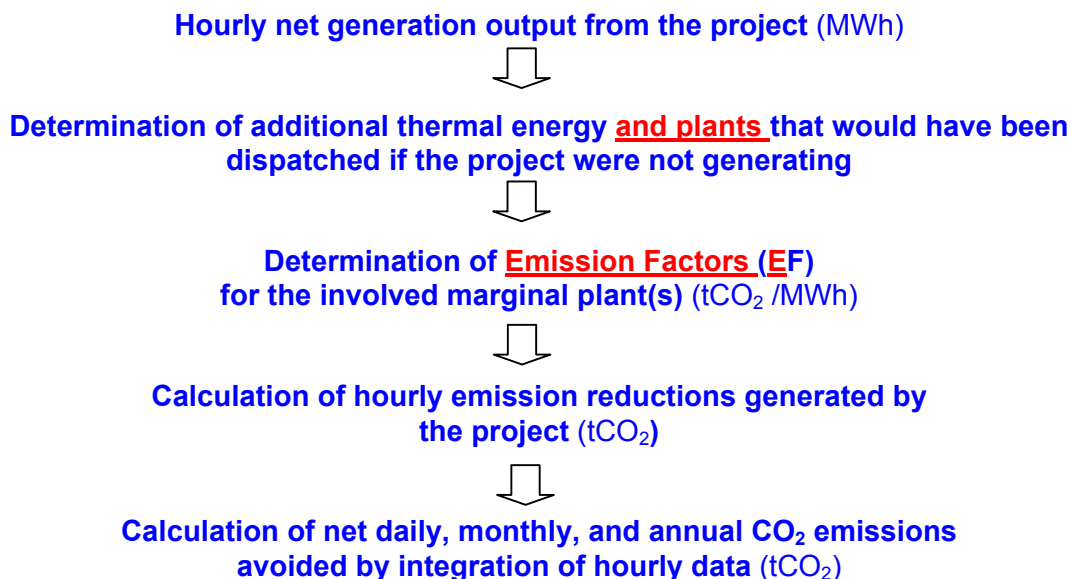 Hourly net generation output from the project (MWh)
Determination of additional thermal energy and plants that would have been
dispatched if the project were not generating
Determination of Emission Factors (EF)
for the involved marginal plant(s) (tCO₂ /MWh)
Calculation of hourly emission reductions generated by
the project (tCO₂)
Calculation of net daily, monthly, and annual CO₂ emissions
avoided by integration of hourly data (tCO₂)